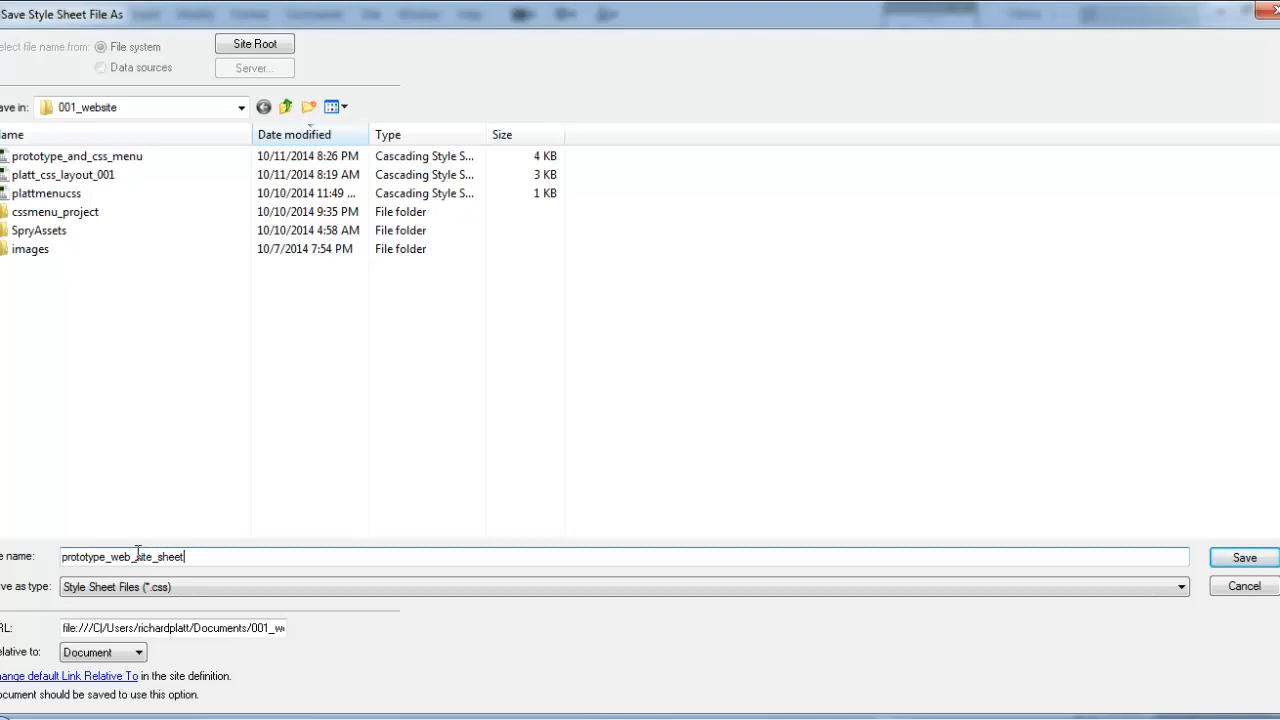 Save Style Sheet File As
elect file name from: File system
Site Root
Data sources
Server...
ave in: 001_website
ame Date modified Type Size
prototype_and_css_menu 10/11/2014 8:26 PM Cascading Style S... 4 KB
platt_css_layout_001 10/11/2014 8:19 AM Cascading Style S... 3 KB
plattmenucss 10/10/2014 11:49 ... Cascading Style S... 1 KB
cssmenu_project 10/10/2014 9:35 PM File folder
SpryAssets 10/10/2014 4:58 AM File folder
images 10/7/2014 7:54 PM File folder
e name: prototype_web_site_sheet Save
ve as type: Style Sheet Files (*.css) Cancel
RL: file:///C|/Users/richardplatt/Documents/001_we
elative to: Document
ange default Link Relative To in the site definition.
ocument should be saved to use this option.